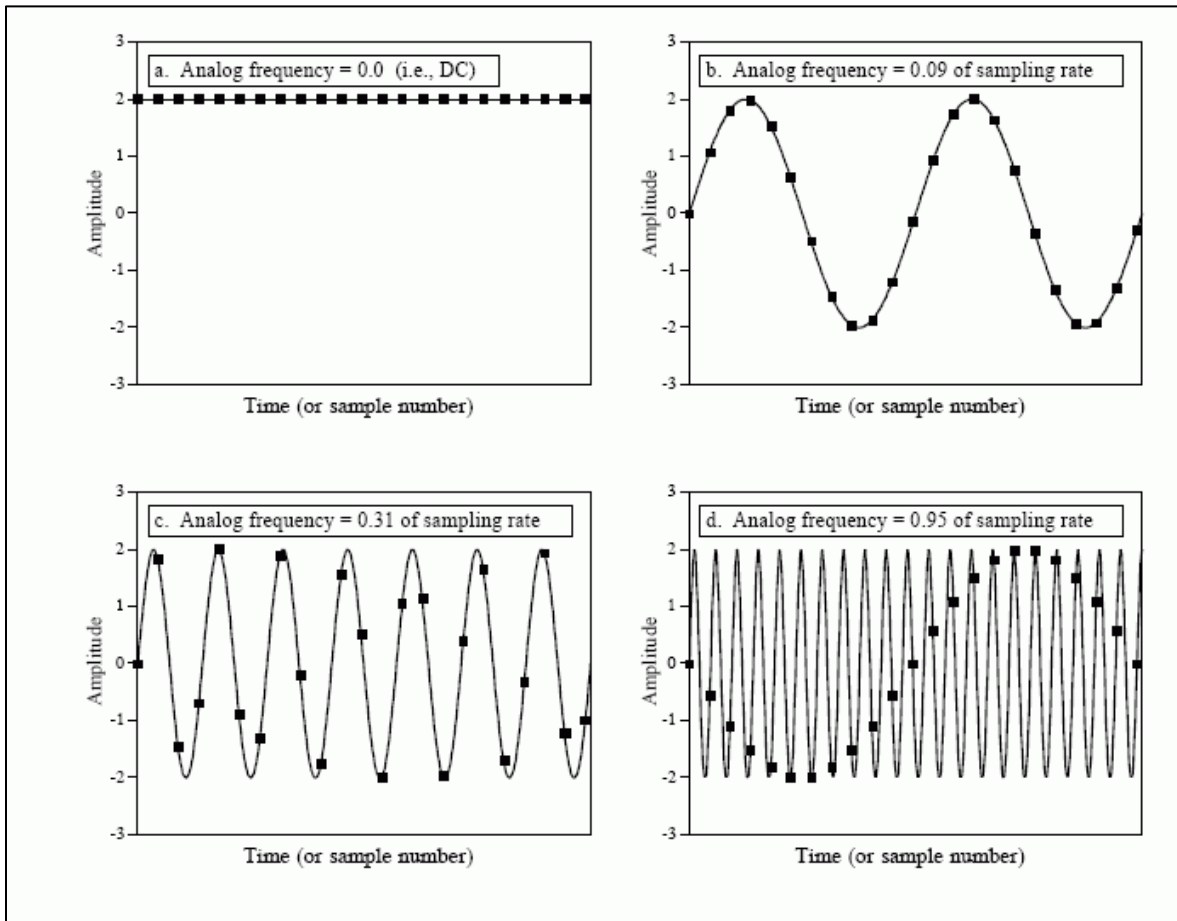 a. Analog frequency = 0.0 (i.e., DC)
3
2
1
0
-1
-2
-3
Amplitude
Time (or sample number)
b. Analog frequency = 0.09 of sampling rate
3
2
1
0
-1
-2
-3
Amplitude
Time (or sample number)
c. Analog frequency = 0.31 of sampling rate
3
2
1
0
-1
-2
-3
Amplitude
Time (or sample number)
d. Analog frequency = 0.95 of sampling rate
3
2
1
0
-1
-2
-3
Amplitude
Time (or sample number)